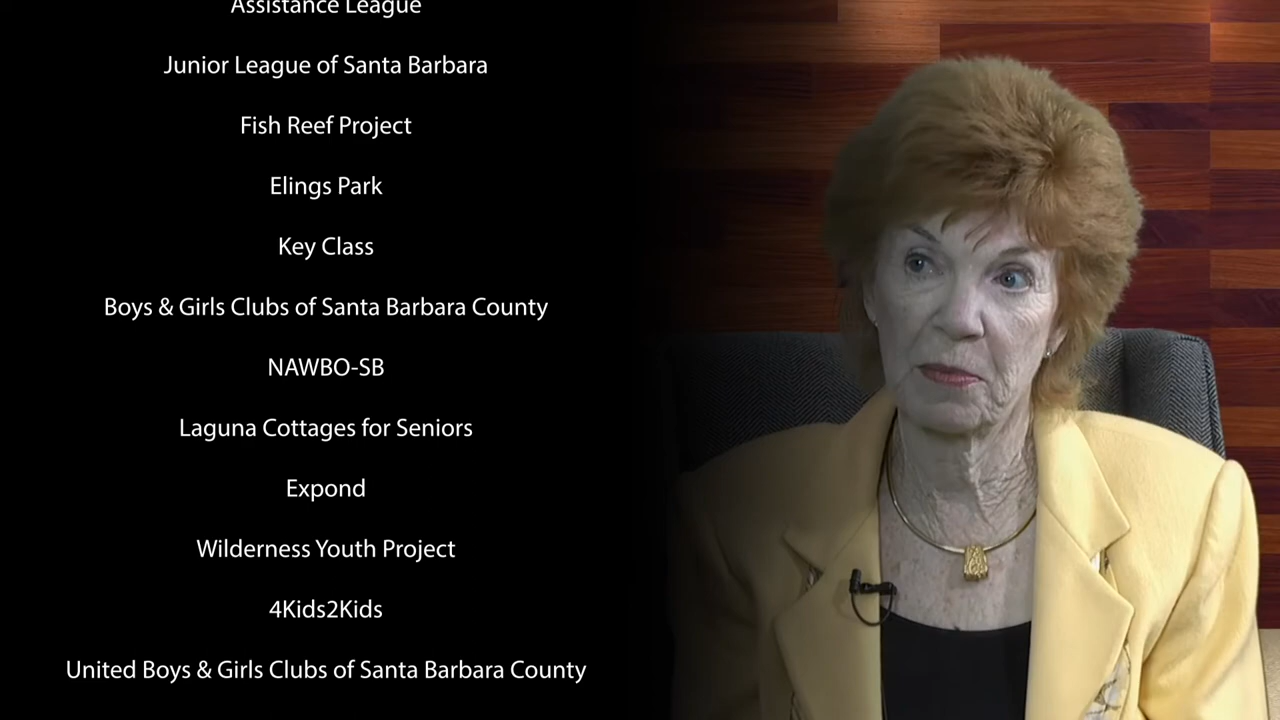 Assistance League
Junior League of Santa Barbara
Fish Reef Project
Elings Park
Key Class
Boys & Girls Clubs of Santa Barbara County
NAWBO-SB
Laguna Cottages for Seniors
Expond
Wilderness Youth Project
4Kids2Kids
United Boys & Girls Clubs of Santa Barbara County